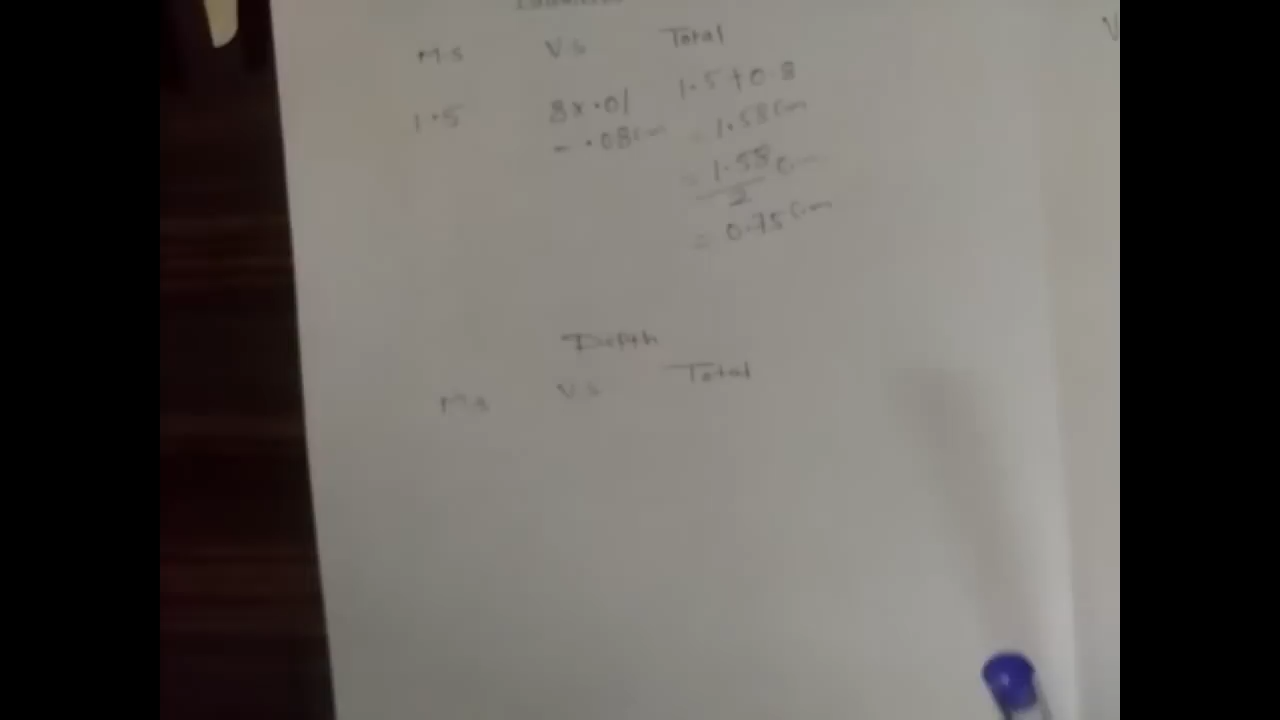 M.S V.S Total
1.5 8x.01 1.5+0.8
= .08cm = 1.58cm
= 1.58cm
2
= 0.75cm
Depth
M.S V.S Total
V